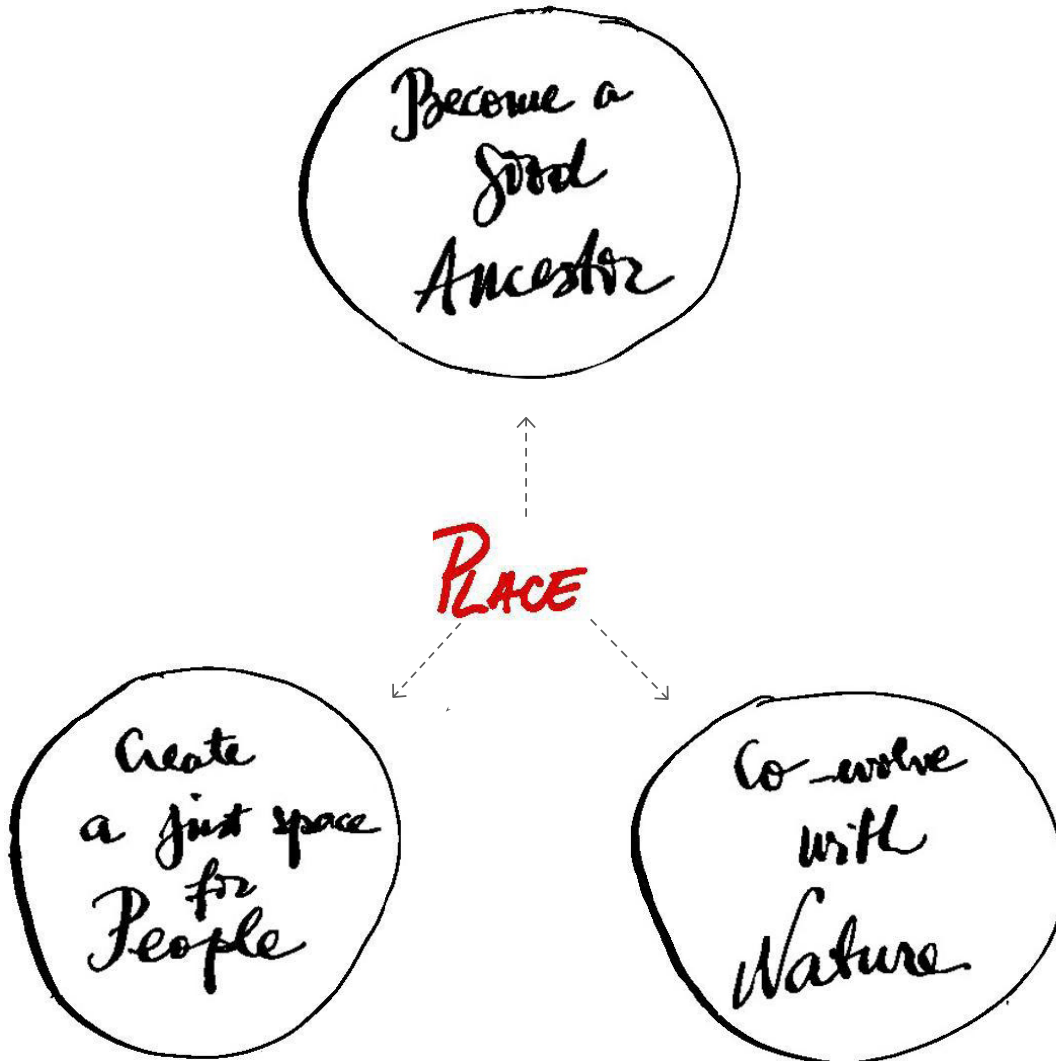 Become a
good
Ancestor
PLACE
Create
a just space
for
People
Co-evolve
with
Nature